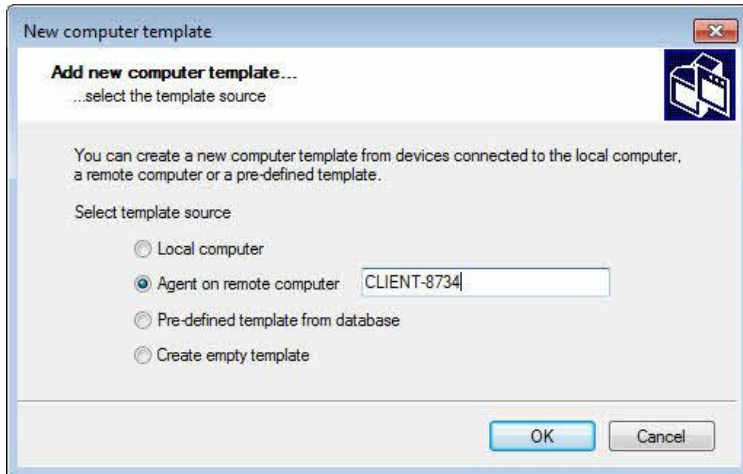 New computer template
Add new computer template...
...select the template source
You can create a new computer template from devices connected to the local computer,
a remote computer or a pre-defined template.
Select template source
Local computer
Agent on remote computer CLIENT-8734
Pre-defined template from database
Create empty template
OK Cancel